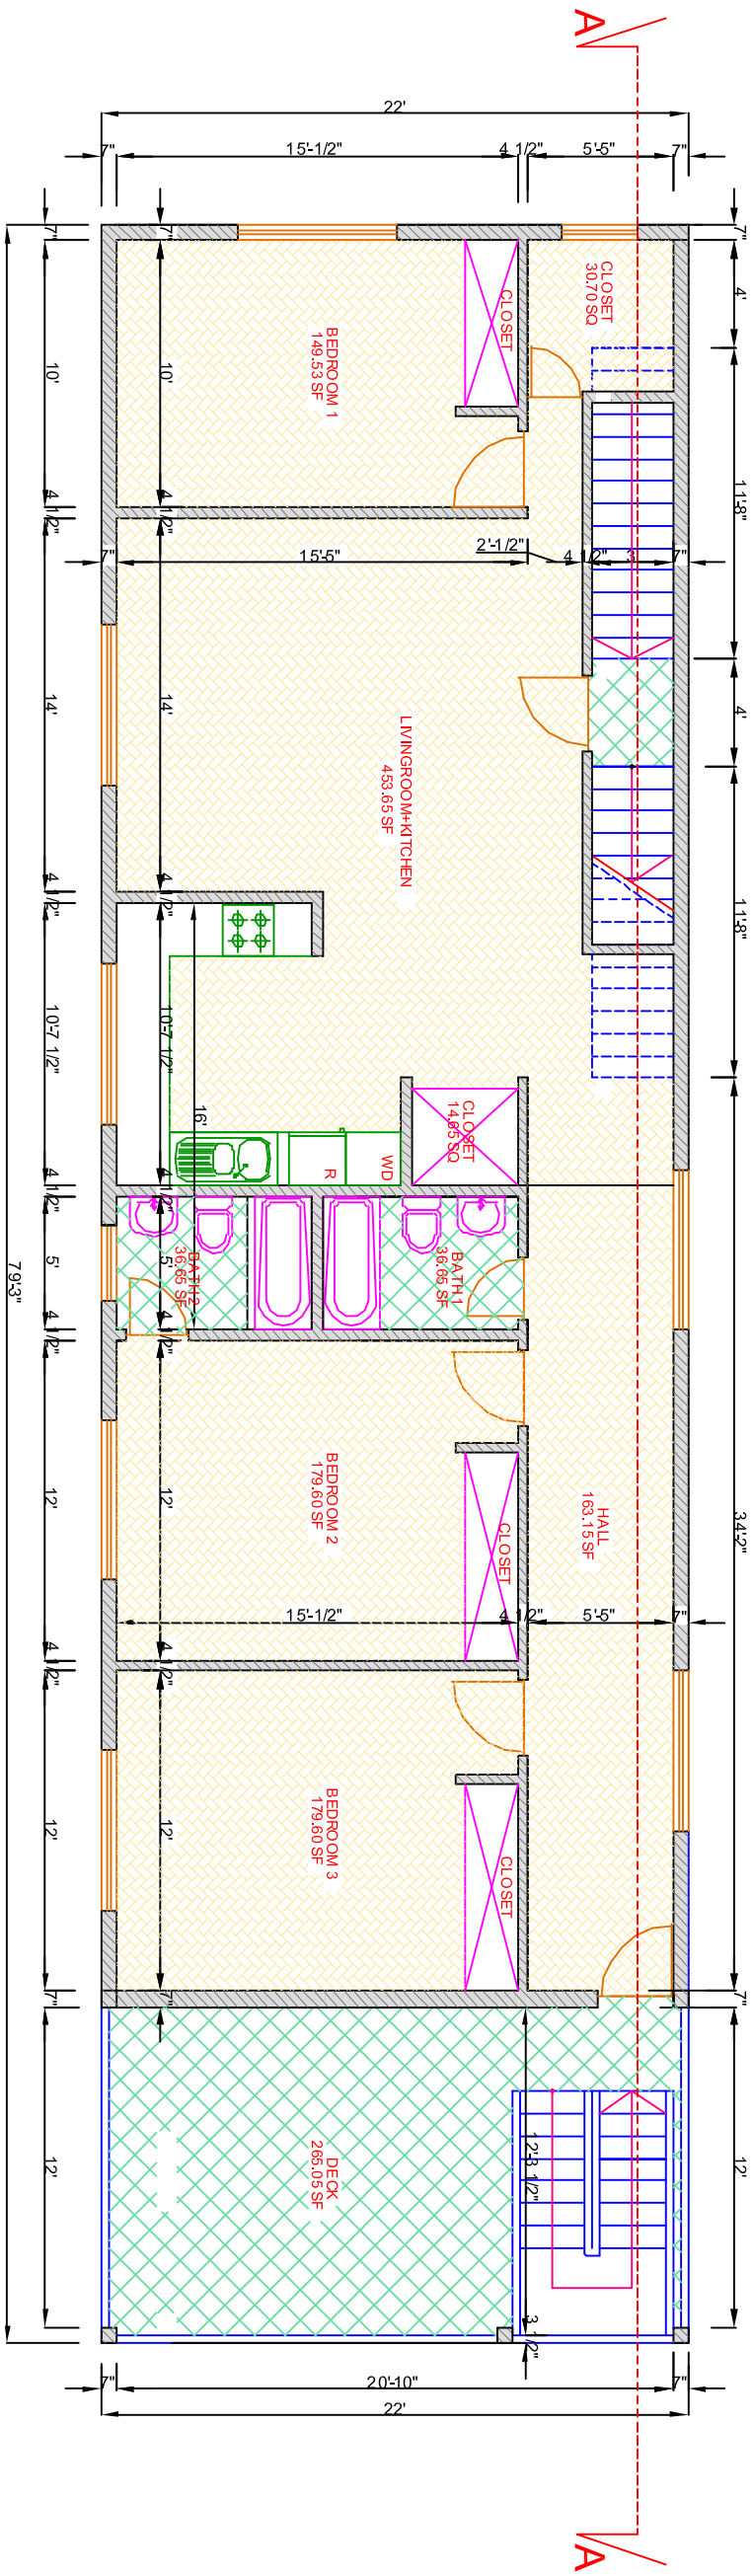 A
22'
7"
15'-1/2"
4 1/2"
5'-5"
7"
7"
4'
11'8"
4'
11'8"
34'2"
7"
12'
7"
10'
4 1/2"
14'
4 1/2"
10'-7 1/2"
4 1/2"
5'
4 1/2"
12'
4 1/2"
12'
7"
12'
79'-3"
7"
10'
4 1/2"
14'
4 1/2"
10'-7 1/2"
4 1/2"
5'
4 1/2"
12'
4 1/2"
12'
7"
16'
CLOSET
30.70 SQ
CLOSET
BEDROOM 1
149.53 SF
7"
15'-5"
2'-1/2"
4 1/2"
3'
7"
LIVINGROOM+KITCHEN
453.65 SF
CLOSET
14.65 SQ
WD
R
BATH 1
36.65 SF
BATH 2
36.65 SF
BEDROOM 2
179.60 SF
CLOSET
HALL
163.15 SF
15'-1/2"
4 1/2"
5'-5"
7"
BEDROOM 3
179.60 SF
CLOSET
DECK
265.05 SF
12'-3 1/2"
3 1/2"
7"
20'-10"
7"
22'
A